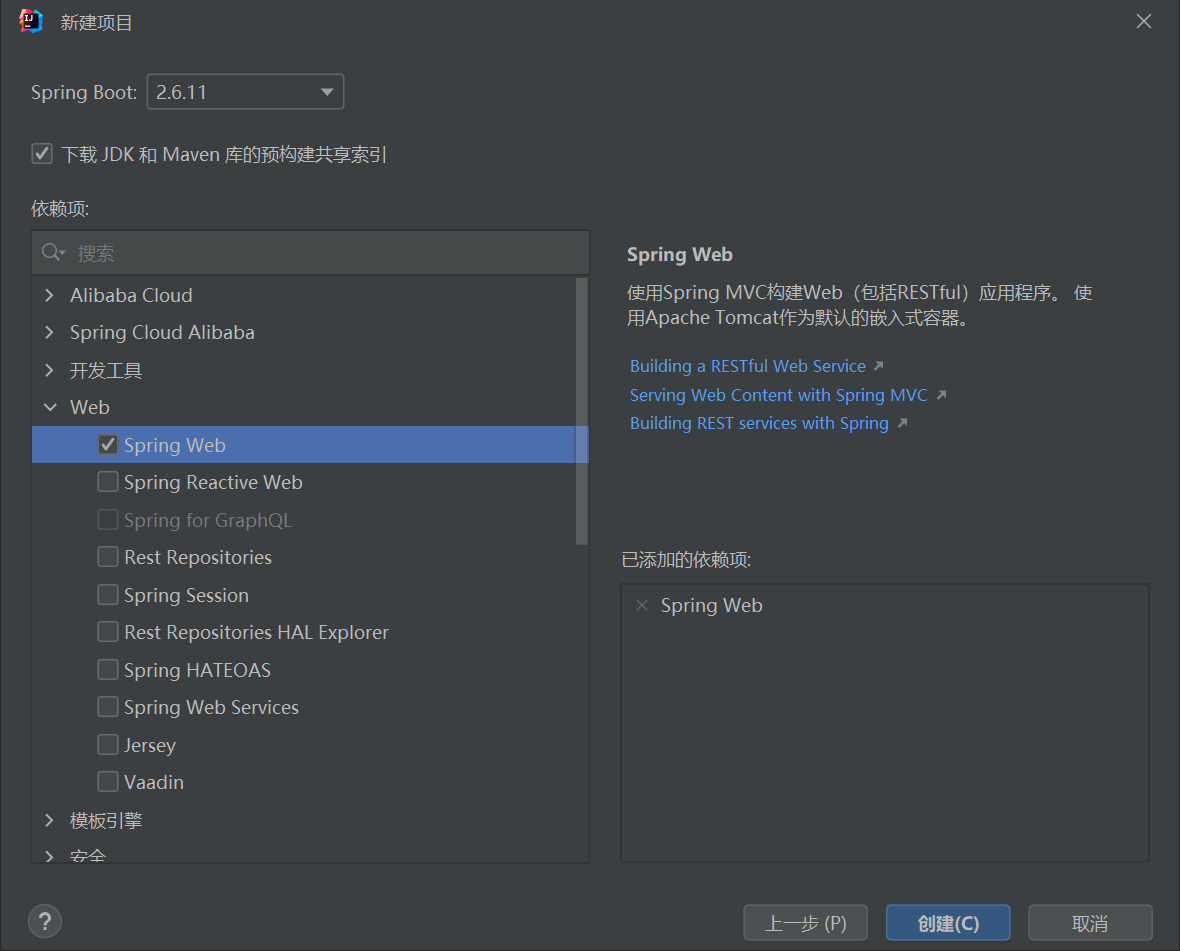 新建项目
Spring Boot: 2.6.11
下载 JDK 和 Maven 库的预构建共享索引
依赖项:
搜索
Alibaba Cloud
Spring Cloud Alibaba
开发工具
Web
Spring Web
Spring Reactive Web
Spring for GraphQL
Rest Repositories
Spring Session
Rest Repositories HAL Explorer
Spring HATEOAS
Spring Web Services
Jersey
Vaadin
模板引擎
安全
Spring Web
使用Spring MVC构建Web（包括RESTful）应用程序。 使
用Apache Tomcat作为默认的嵌入式容器。
Building a RESTful Web Service
Serving Web Content with Spring MVC
Building REST services with Spring
已添加的依赖项:
Spring Web
?
上一步 (P)
创建(C)
取消